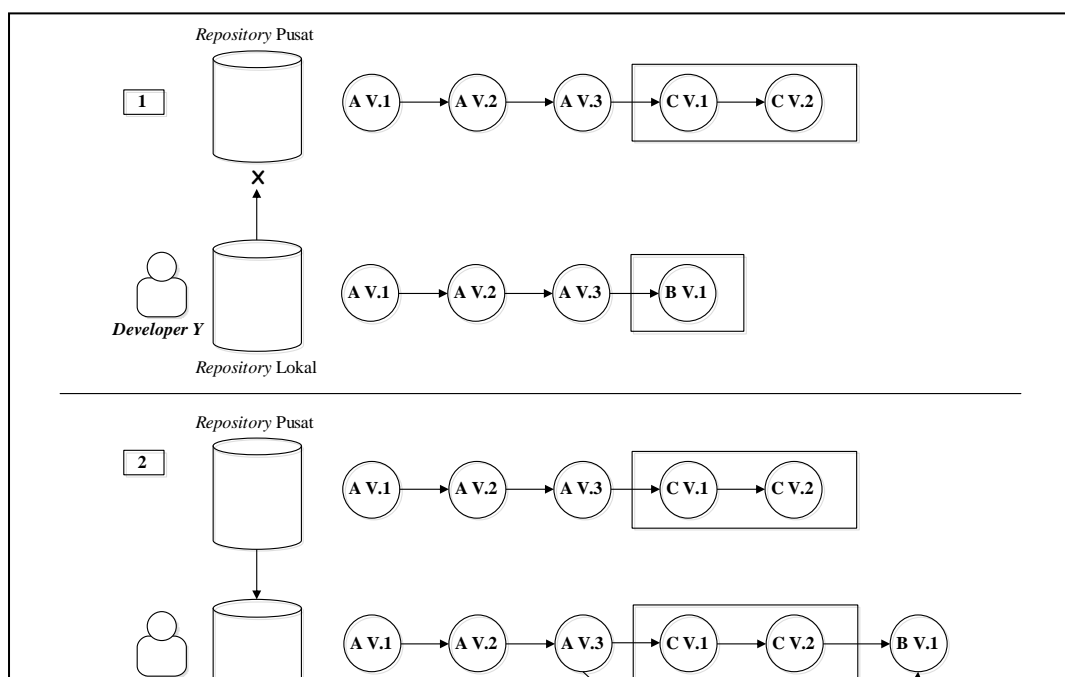 Repository Pusat
1
A V.1 A V.2 A V.3 C V.1 C V.2
X
A V.1 A V.2 A V.3 B V.1
Developer Y
Repository Lokal
Repository Pusat
2
A V.1 A V.2 A V.3 C V.1 C V.2
A V.1 A V.2 A V.3 C V.1 C V.2 B V.1